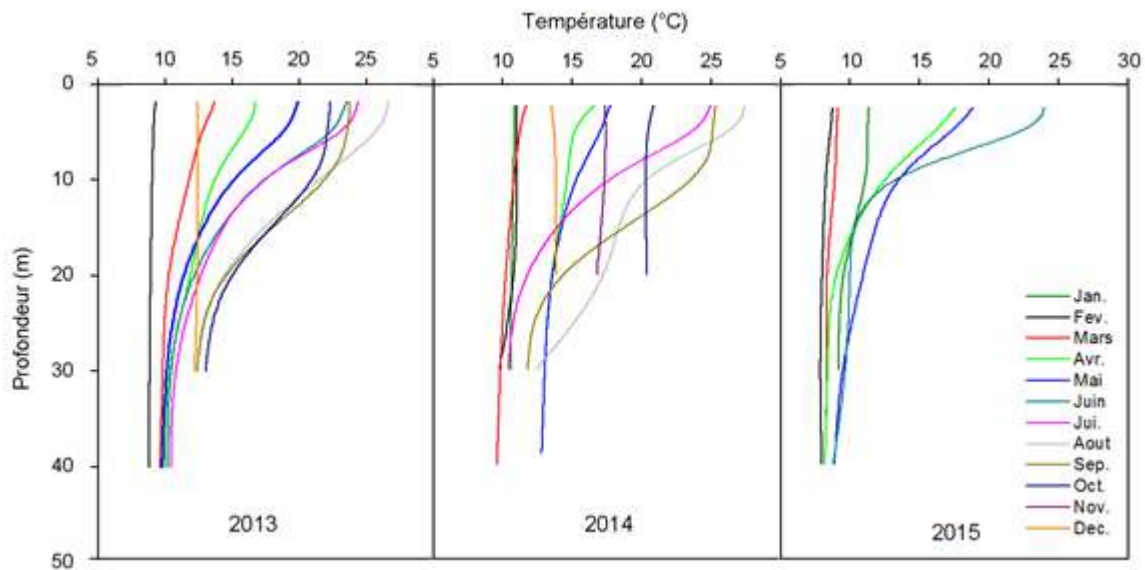 Température (°C)
5 10 15 20 25 5 10 15 20 25 5 10 15 20 25 30
0
10
20
30
40
50
Profondeur (m)
Jan.
Fev.
Mars
Avr.
Mai
Juin
Jui.
Aout
Sep.
Oct.
Nov.
Dec.
2013
2014
2015